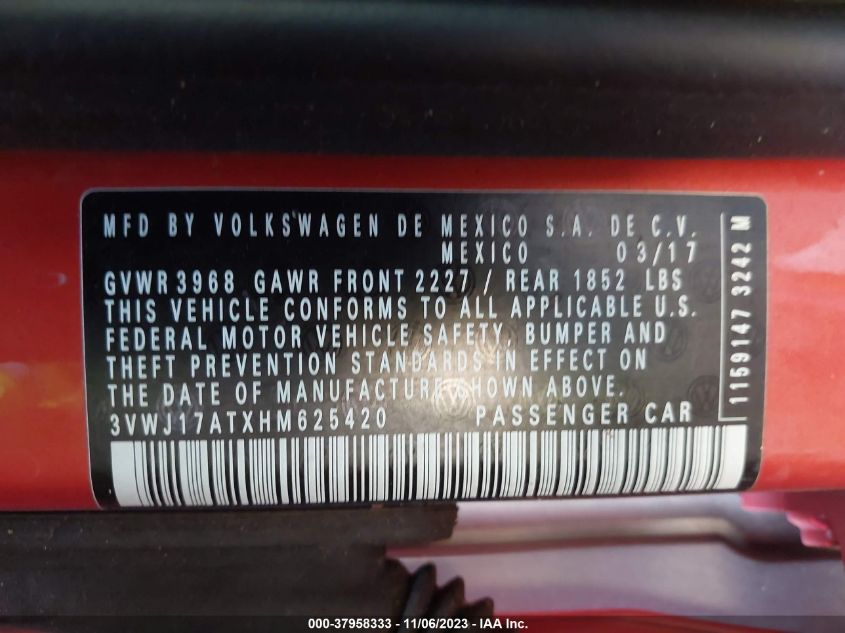 MFD BY VOLKSWAGEN DE MEXICO S.A. DE C.V.
MEXICO 03/17
GVWR 3968 GAWR FRONT 2227 / REAR 1852 LBS
THIS VEHICLE CONFORMS TO ALL APPLICABLE U.S.
FEDERAL MOTOR VEHICLE SAFETY, BUMPER AND
THEFT PREVENTION STANDARDS IN EFFECT ON
THE DATE OF MANUFACTURE SHOWN ABOVE.
3VWJ17ATXHM625420 PASSENGER CAR
1159147 3242 M
000-37958333 - 11/06/2023 - IAA Inc.